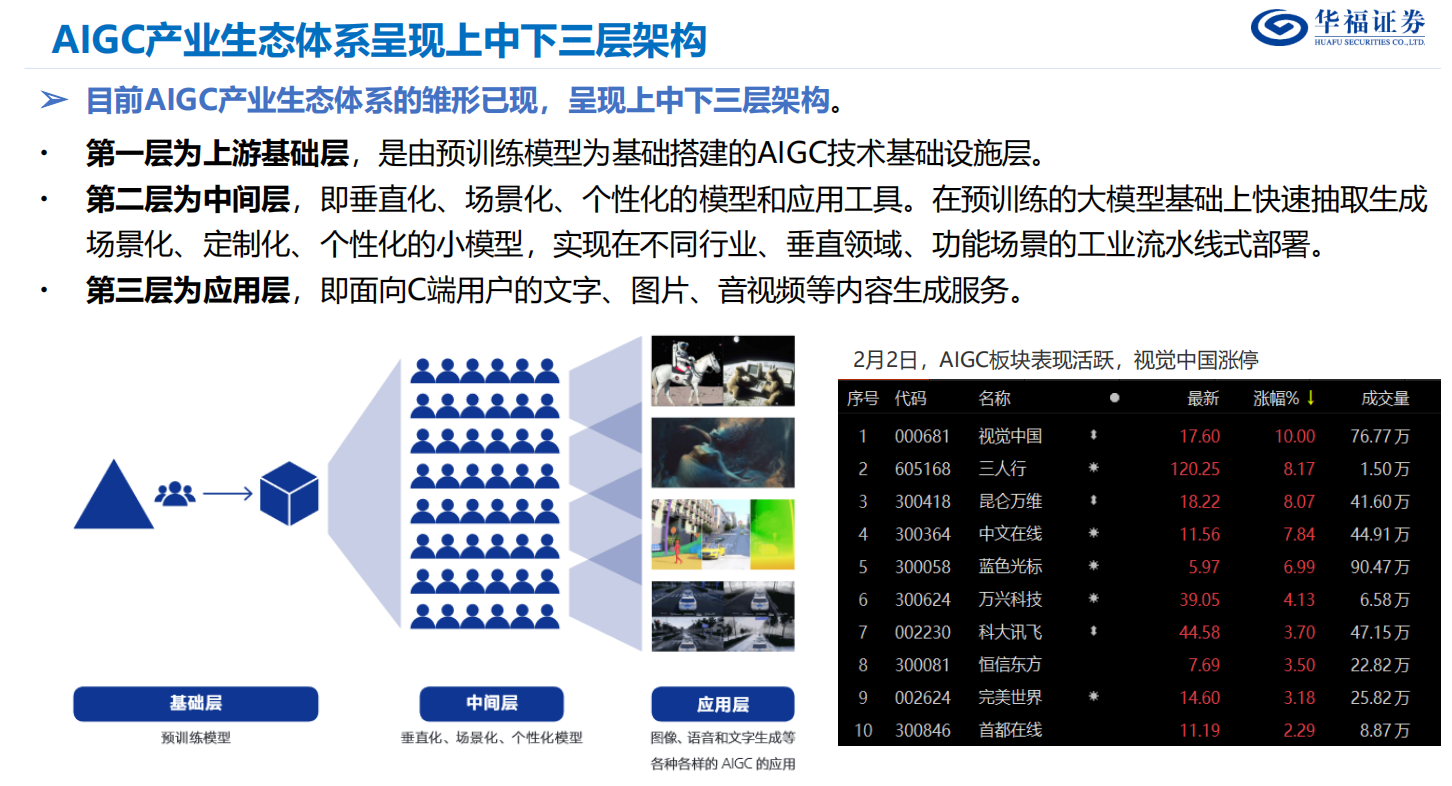 AIGC产业生态体系呈现上中下三层架构
华福证券
HUAFU SECURITIES CO.,LTD.
➢ 目前AIGC产业生态体系的雏形已现，呈现上中下三层架构。
• 第一层为上游基础层，是由预训练模型为基础搭建的AIGC技术基础设施层。
• 第二层为中间层，即垂直化、场景化、个性化的模型和应用工具。在预训练的大模型基础上快速抽取生成
场景化、定制化、个性化的小模型，实现在不同行业、垂直领域、功能场景的工业流水线式部署。
• 第三层为应用层，即面向C端用户的文字、图片、音视频等内容生成服务。
基础层
预训练模型
中间层
垂直化、场景化、个性化模型
应用层
图像、语音和文字生成等
各种各样的 AIGC 的应用
2月2日，AIGC板块表现活跃，视觉中国涨停
序号 代码 名称 ● 最新 涨幅% ↓ 成交量
1 000681 视觉中国 17.60 10.00 76.77万
2 605168 三人行 120.25 8.17 1.50万
3 300418 昆仑万维 18.22 8.07 41.60万
4 300364 中文在线 11.56 7.84 44.91万
5 300058 蓝色光标 5.97 6.99 90.47万
6 300624 万兴科技 39.05 4.13 6.58万
7 002230 科大讯飞 44.58 3.70 47.15万
8 300081 恒信东方 7.69 3.50 22.82万
9 002624 完美世界 14.60 3.18 25.82万
10 300846 首都在线 11.19 2.29 8.87万